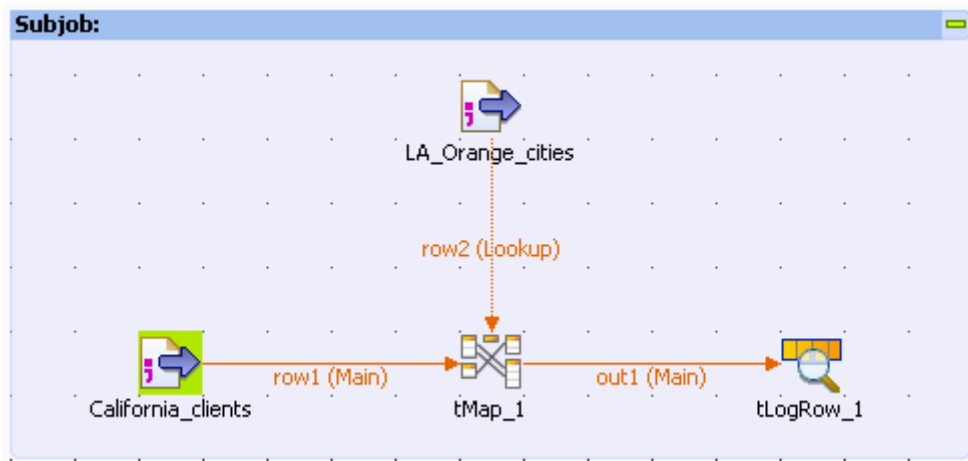 Subjob:
LA_Orange_cities
row2 (Lookup)
row1 (Main)
out1 (Main)
California_clients
tMap_1
tLogRow_1